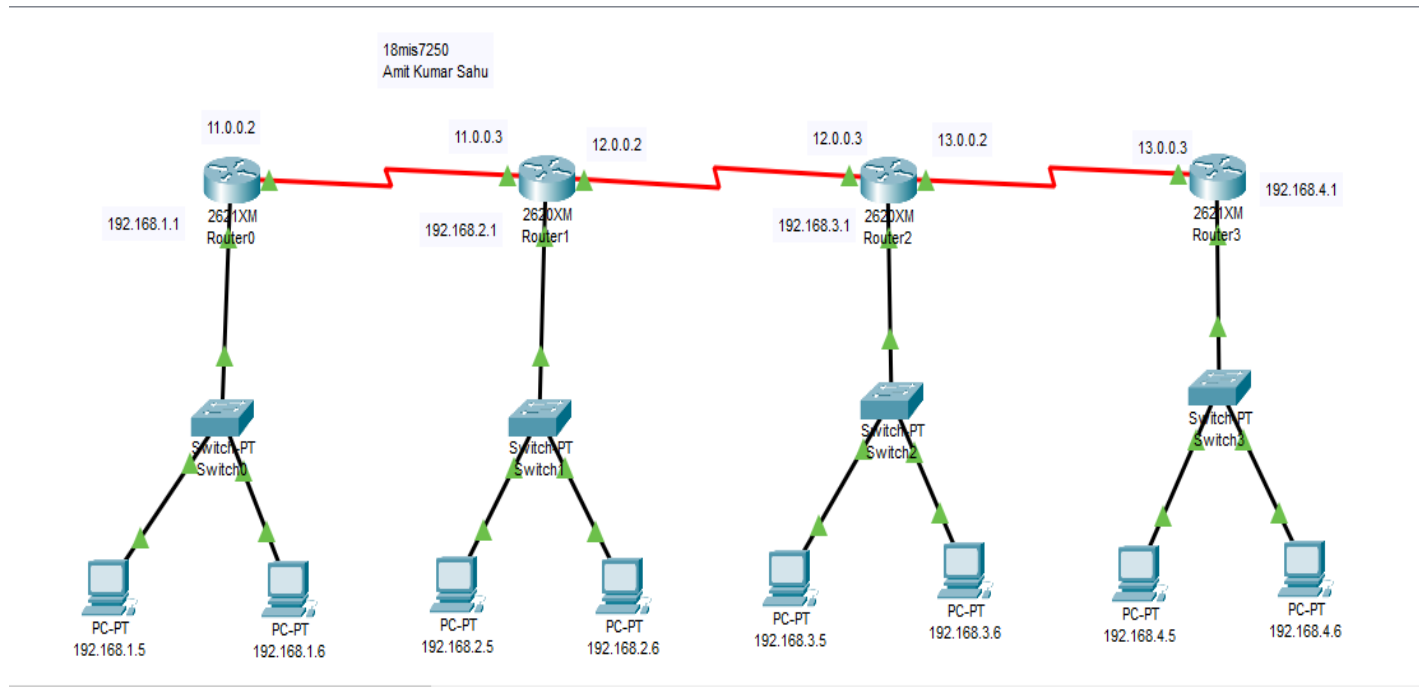 18mis7250
Amit Kumar Sahu
11.0.0.2
11.0.0.3
12.0.0.2
12.0.0.3
13.0.0.2
13.0.0.3
192.168.1.1
2621XM
Router0
192.168.2.1
2620XM
Router1
192.168.3.1
2620XM
Router2
2621XM
Router3
192.168.4.1
Switch-PT
Switch0
Switch-PT
Switch1
Switch-PT
Switch2
Switch-PT
Switch3
PC-PT
192.168.1.5
PC-PT
192.168.1.6
PC-PT
192.168.2.5
PC-PT
192.168.2.6
PC-PT
192.168.3.5
PC-PT
192.168.3.6
PC-PT
192.168.4.5
PC-PT
192.168.4.6